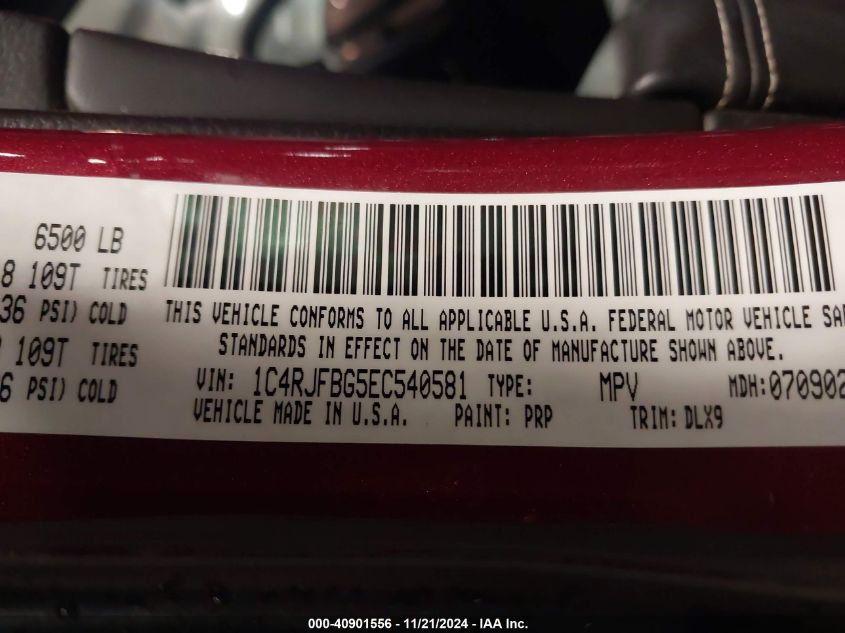 6500 LB
8 109T TIRES
36 PSI) COLD
109T TIRES
6 PSI) COLD
THIS VEHICLE CONFORMS TO ALL APPLICABLE U.S.A. FEDERAL MOTOR VEHICLE
STANDARDS IN EFFECT ON THE DATE OF MANUFACTURE SHOWN ABOVE.
VIN: 1C4RJFBG5EC540581 TYPE: MPV MDH:070902
VEHICLE MADE IN U.S.A. PAINT: PRP TRIM: DLX9
000-40901556 - 11/21/2024 - IAA Inc.